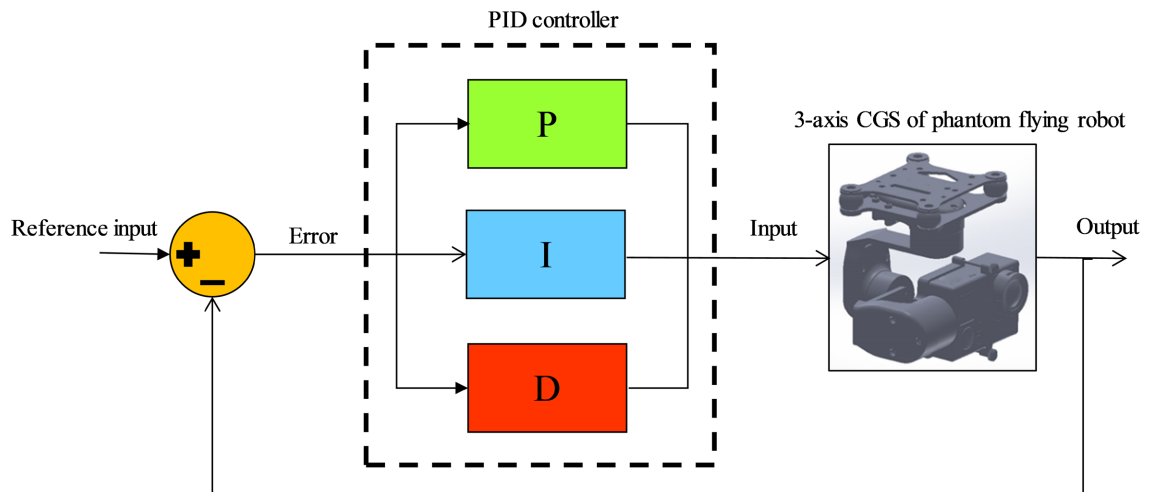 PID controller
P
3-axis CGS of phantom flying robot
Reference input
Error
I
Input
Output
D